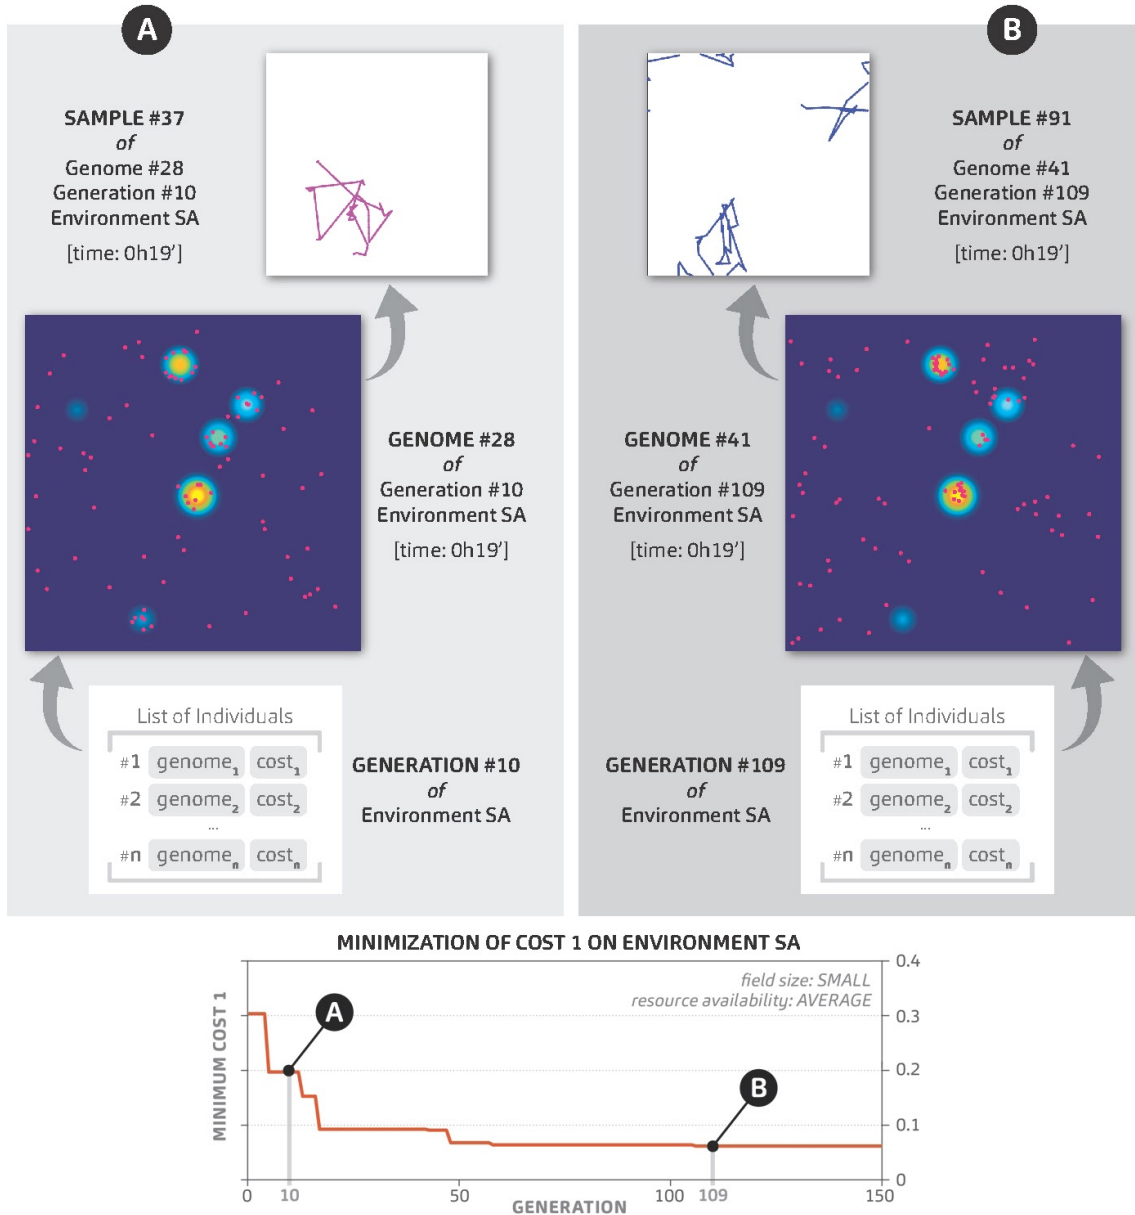 A
SAMPLE #37
of
Genome #28
Generation #10
Environment SA
[time: 0h19']
GENOME #28
of
Generation #10
Environment SA
[time: 0h19']
List of Individuals
#1 genome1 cost1
#2 genome2 cost2
...
#n genomen costn
GENERATION #10
of
Environment SA
B
SAMPLE #91
of
Genome #41
Generation #109
Environment SA
[time: 0h19']
GENOME #41
of
Generation #109
Environment SA
[time: 0h19']
GENERATION #109
of
Environment SA
List of Individuals
#1 genome1 cost1
#2 genome2 cost2
...
#n genomen costn
MINIMIZATION OF COST 1 ON ENVIRONMENT SA
field size: SMALL
resource availability: AVERAGE
MINIMUM COST 1
A
B
0.4
0.3
0.2
0.1
0
0 10 50 100 109 150
GENERATION